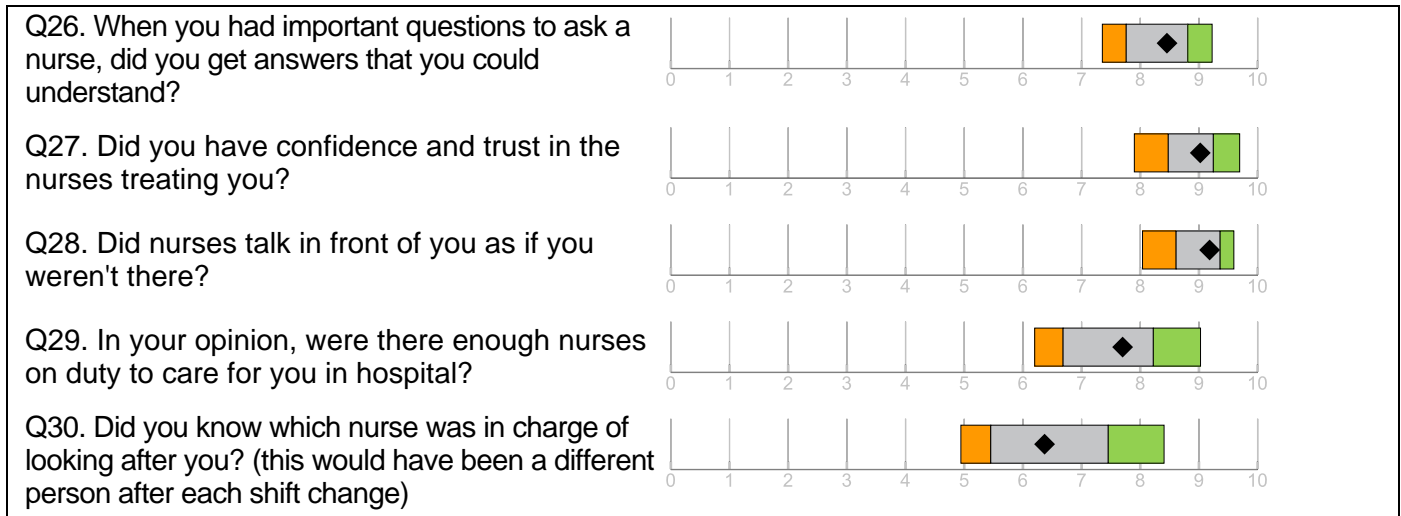 Q26. When you had important questions to ask a
nurse, did you get answers that you could
understand?
0 1 2 3 4 5 6 7 8 9 10
Q27. Did you have confidence and trust in the
nurses treating you?
0 1 2 3 4 5 6 7 8 9 10
Q28. Did nurses talk in front of you as if you
weren't there?
0 1 2 3 4 5 6 7 8 9 10
Q29. In your opinion, were there enough nurses
on duty to care for you in hospital?
0 1 2 3 4 5 6 7 8 9 10
Q30. Did you know which nurse was in charge of
looking after you? (this would have been a different
person after each shift change)
0 1 2 3 4 5 6 7 8 9 10